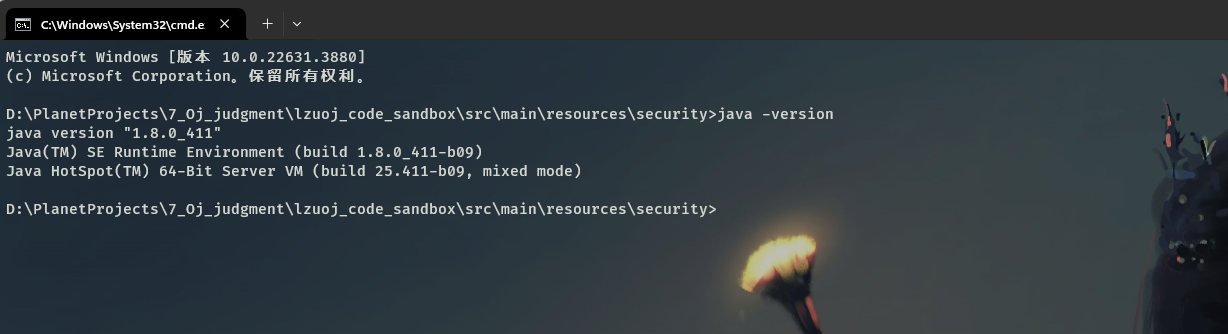 C:\Windows\System32\cmd.e
Microsoft Windows [版本 10.0.22631.3880]
(c) Microsoft Corporation。保留所有权利。
D:\PlanetProjects\7_Oj_judgment\lzuoj_code_sandbox\src\main\resources\security>java -version
java version "1.8.0_411"
Java(TM) SE Runtime Environment (build 1.8.0_411-b09)
Java HotSpot(TM) 64-Bit Server VM (build 25.411-b09, mixed mode)
D:\PlanetProjects\7_Oj_judgment\lzuoj_code_sandbox\src\main\resources\security>